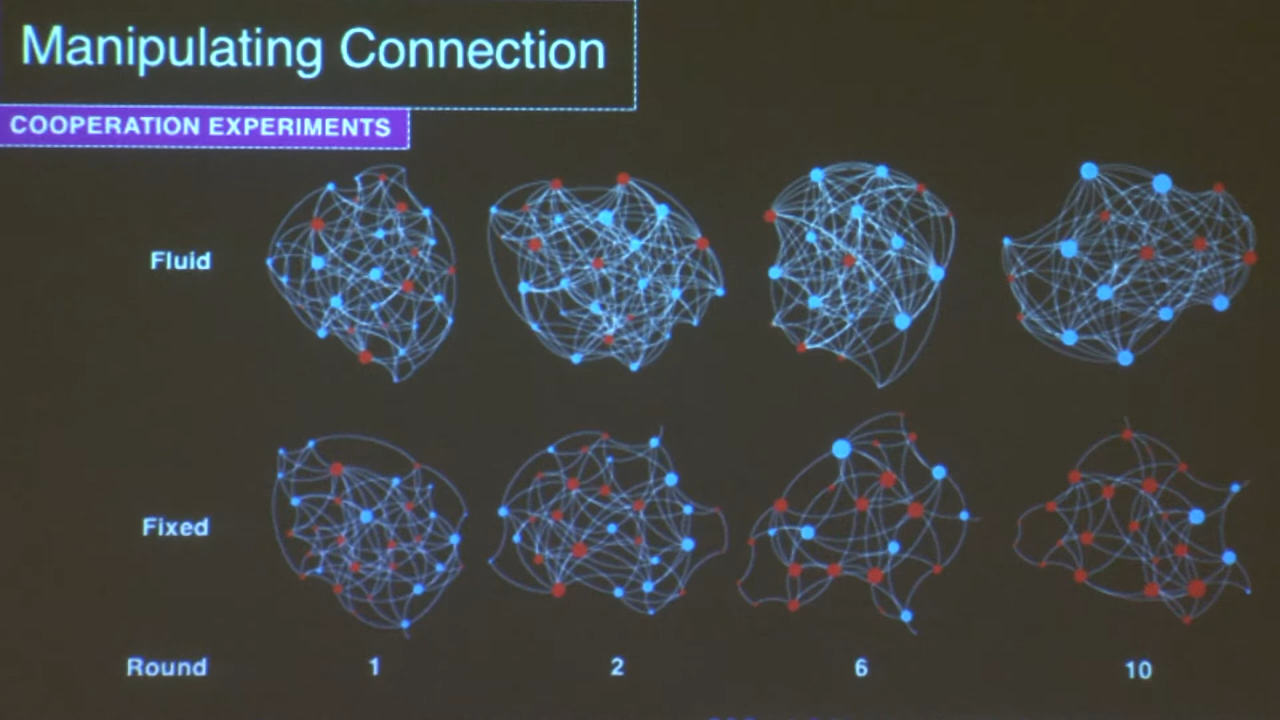 Manipulating Connection
COOPERATION EXPERIMENTS
Fluid
Fixed
Round 1 2 6 10